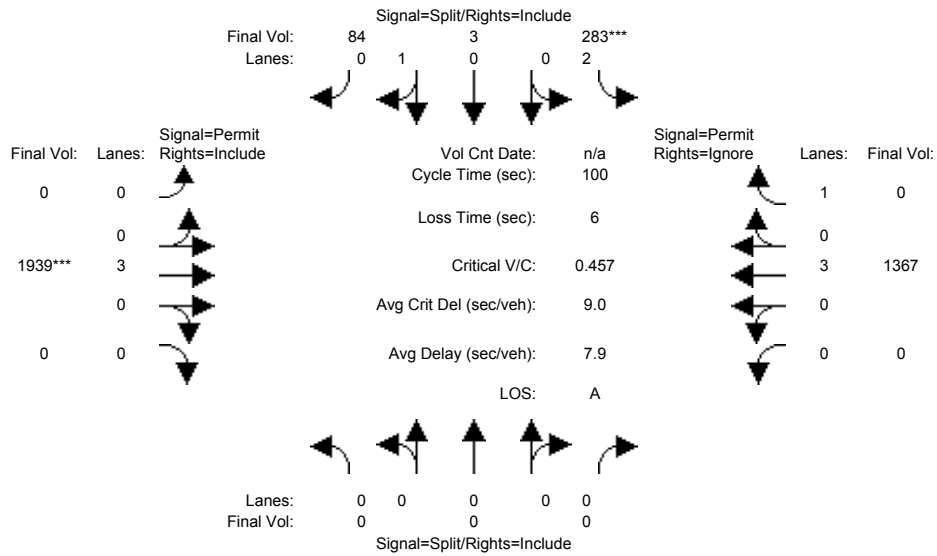 Signal=Split/Rights=Include
Final Vol: 84 3 283***
Lanes: 0 1 0 0 2
Signal=Permit
Final Vol: Lanes: Rights=Include
Vol Cnt Date: n/a
Signal=Permit
Rights=Ignore Lanes: Final Vol:
Cycle Time (sec): 100
0 0
1 0
Loss Time (sec): 6
0
0
1939*** 3
Critical V/C: 0.457
3 1367
0
Avg Crit Del (sec/veh): 9.0
0
0 0
Avg Delay (sec/veh): 7.9
0 0
LOS: A
Lanes: 0 0 0 0 0
Final Vol: 0 0 0
Signal=Split/Rights=Include